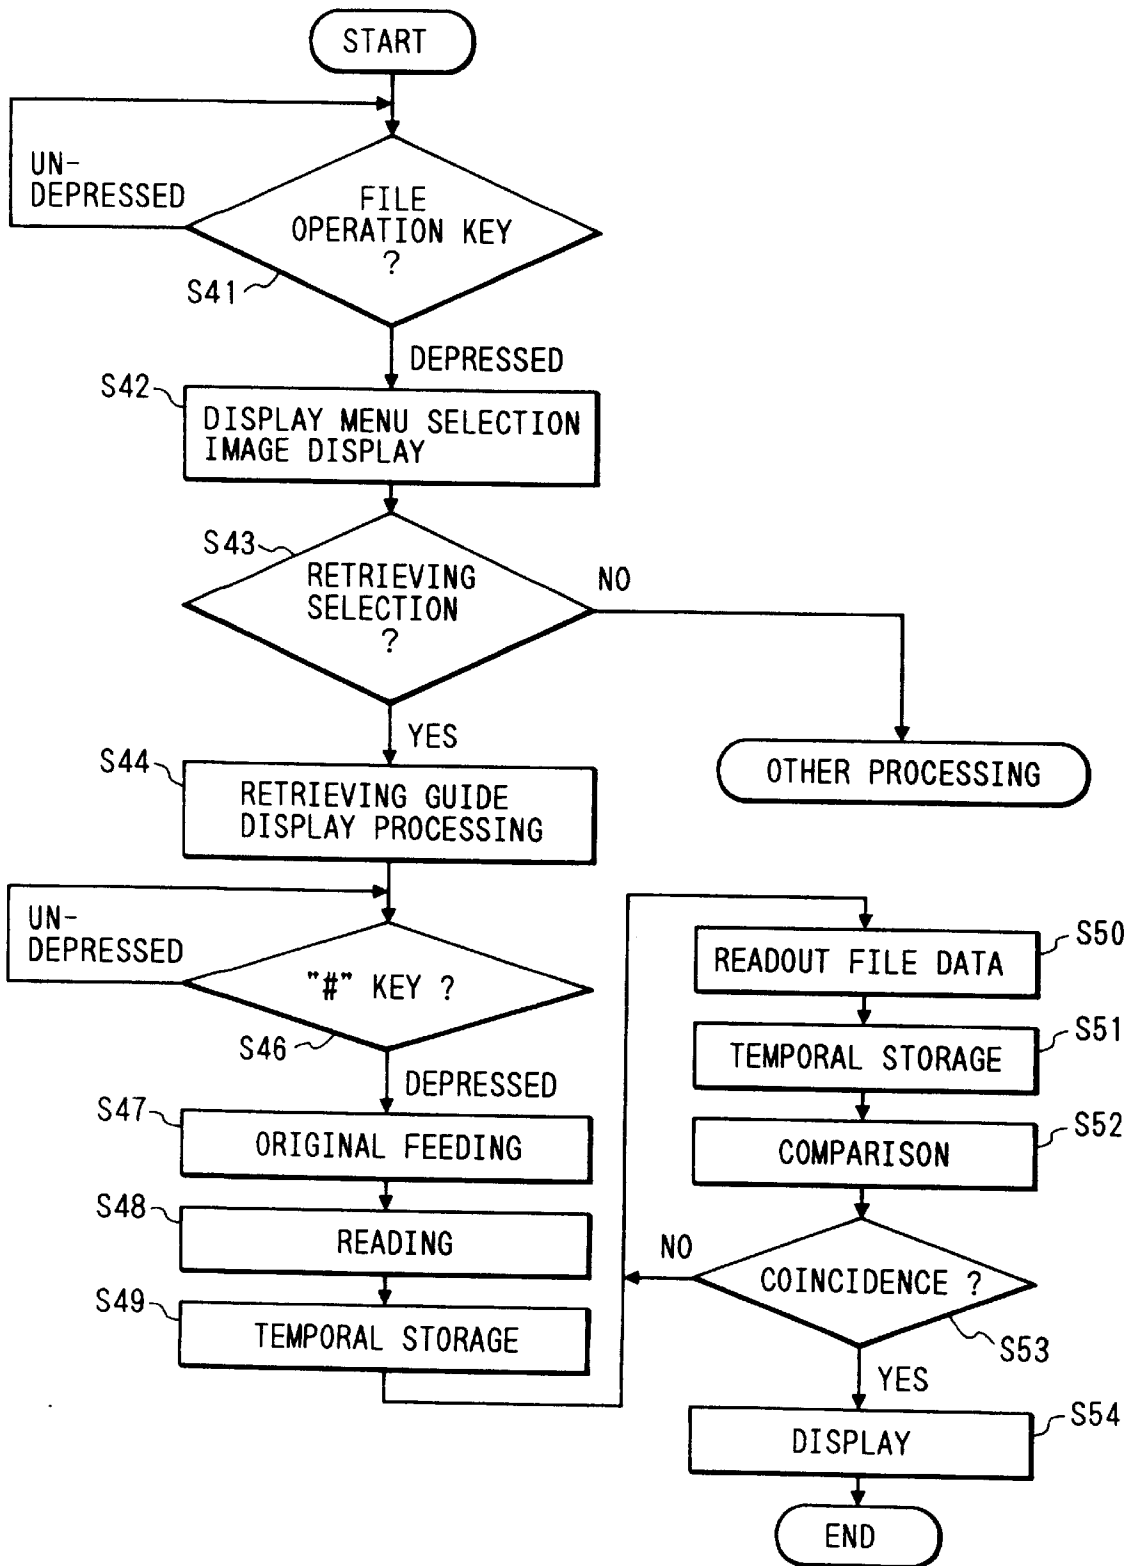 START
UN-
DEPRESSED
FILE
OPERATION KEY
?
S41
DEPRESSED
S42
DISPLAY MENU SELECTION
IMAGE DISPLAY
S43
RETRIEVING
SELECTION
?
NO
YES
OTHER PROCESSING
S44
RETRIEVING GUIDE
DISPLAY PROCESSING
UN-
DEPRESSED
"#" KEY ?
S46
DEPRESSED
S47
ORIGINAL FEEDING
S48
READING
S49
TEMPORAL STORAGE
READOUT FILE DATA
S50
TEMPORAL STORAGE
S51
COMPARISON
S52
NO
COINCIDENCE ?
S53
YES
DISPLAY
S54
END